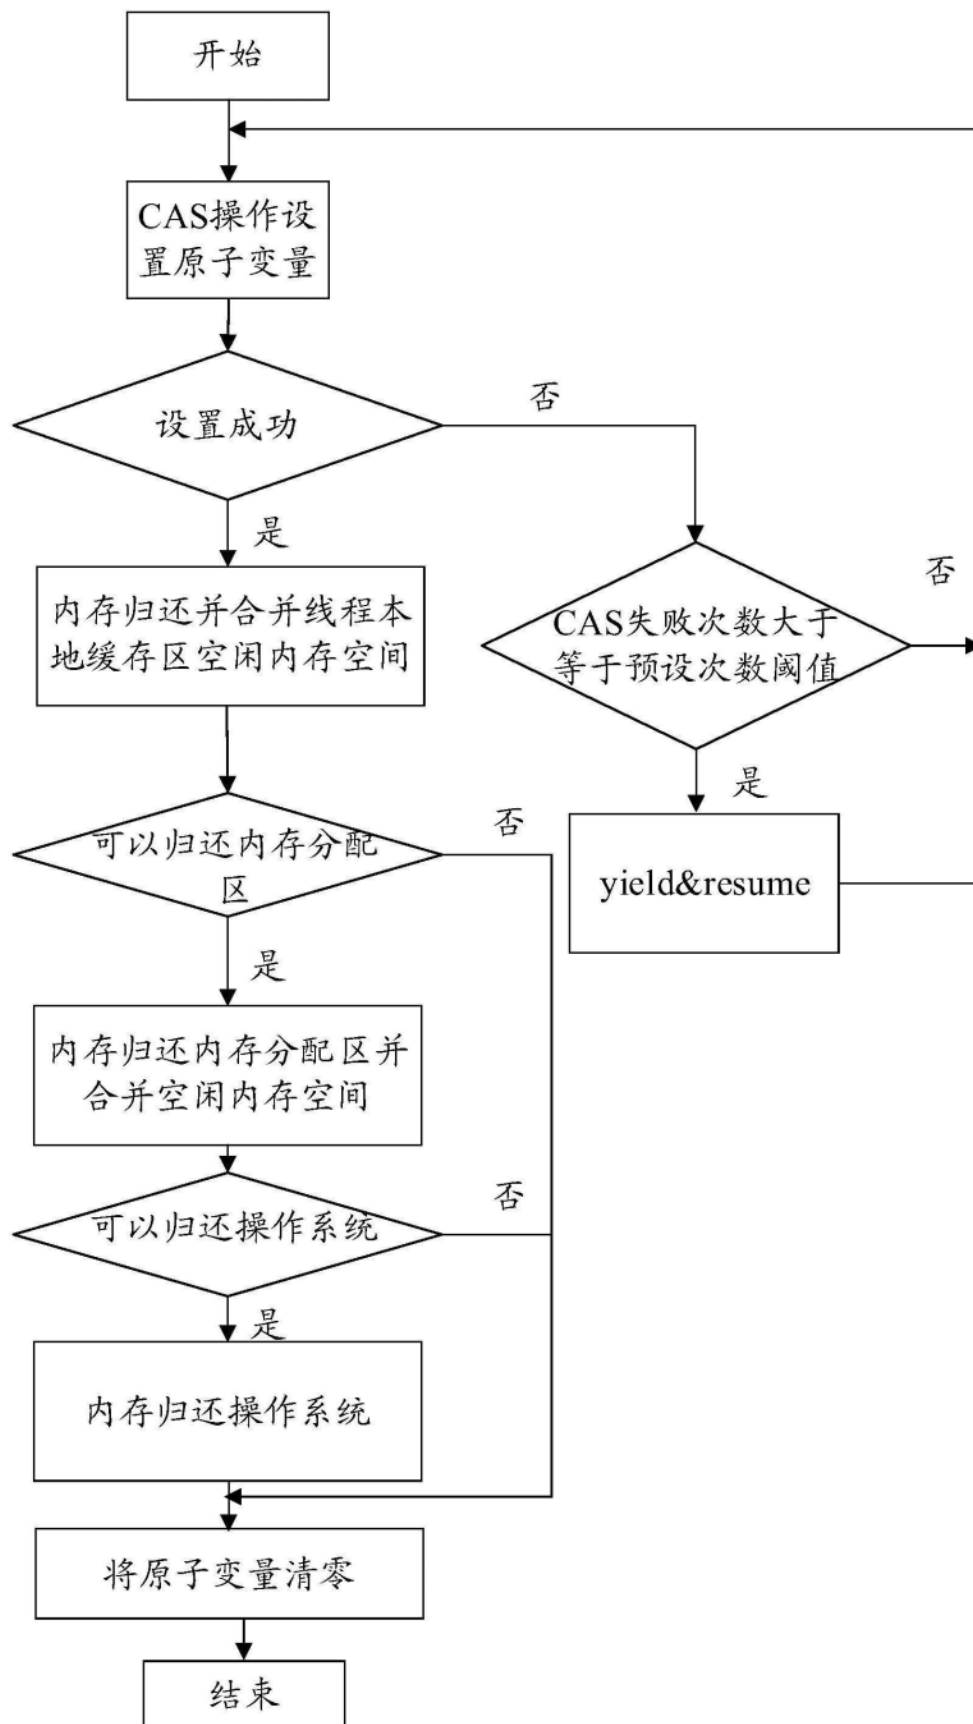 开始
CAS操作设
置原子变量
设置成功
否
是
内存归还并合并线程本
地缓存区空闲内存空间
CAS失败次数大于
等于预设次数阈值
否
是
yield&resume
可以归还内存分配
区
否
是
内存归还内存分配区并
合并空闲内存空间
可以归还操作系统
否
是
内存归还操作系统
将原子变量清零
结束